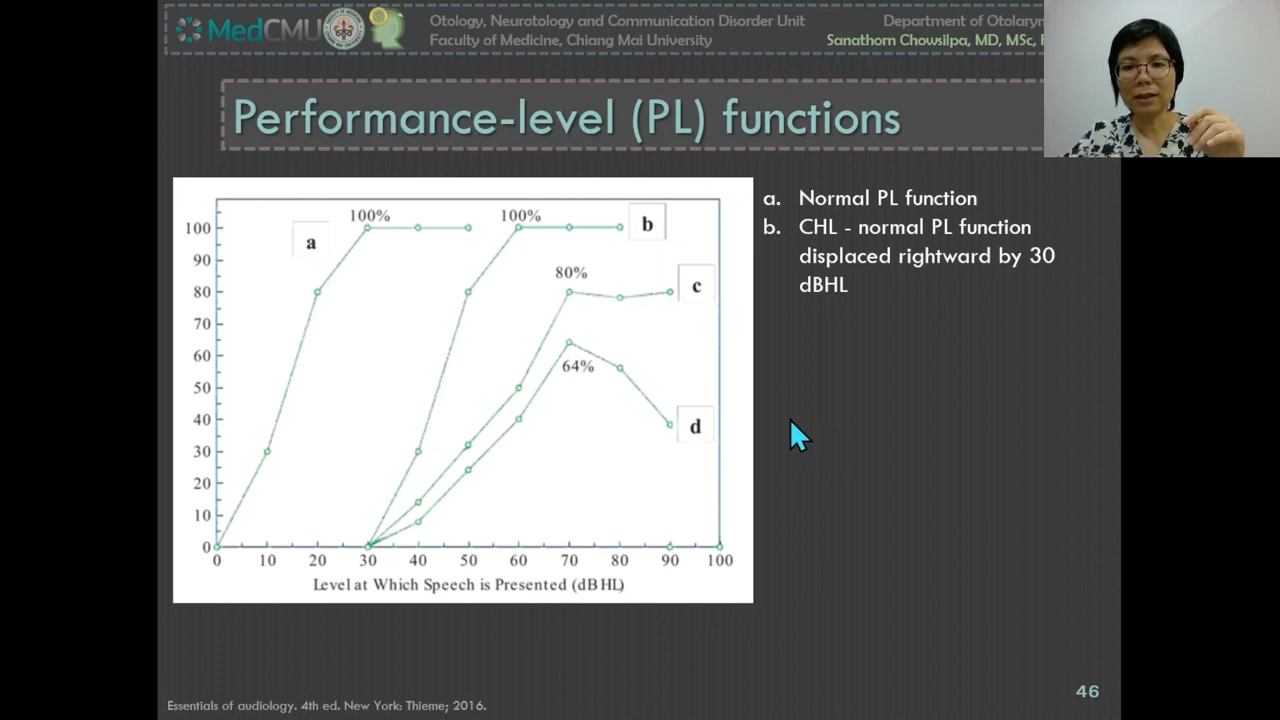 MedCMU
Otology, Neurotology and Communication Disorder Unit
Faculty of Medicine, Chiang Mai University
Department of Otolaryn
Sanathorn Chowsilpa, MD, MSc,
Performance-level (PL) functions
a. Normal PL function
b. CHL - normal PL function
displaced rightward by 30
dBHL
100% 100%
80%
64%
a
b
c
d
100
90
80
70
60
50
40
30
20
10
0
0 10 20 30 40 50 60 70 80 90 100
Level at Which Speech is Presented (dB HL)
Essentials of audiology. 4th ed. New York: Thieme; 2016.
46